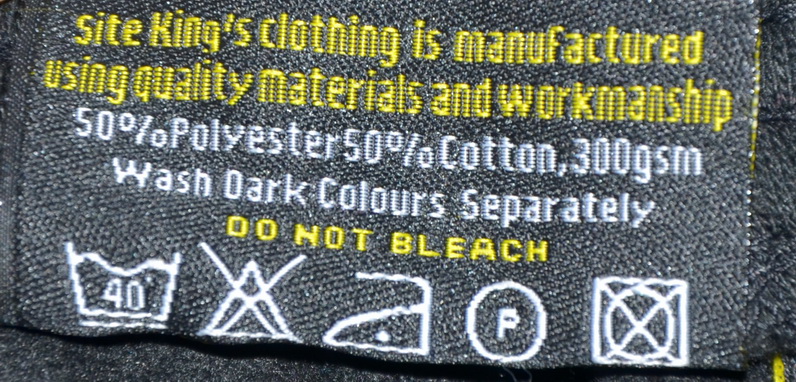 Site King's clothing is manufactured
using quality materials and workmanship
50%Polyester50%Cotton,300gsm
Wash Dark Colours Separately
DO NOT BLEACH
40 P